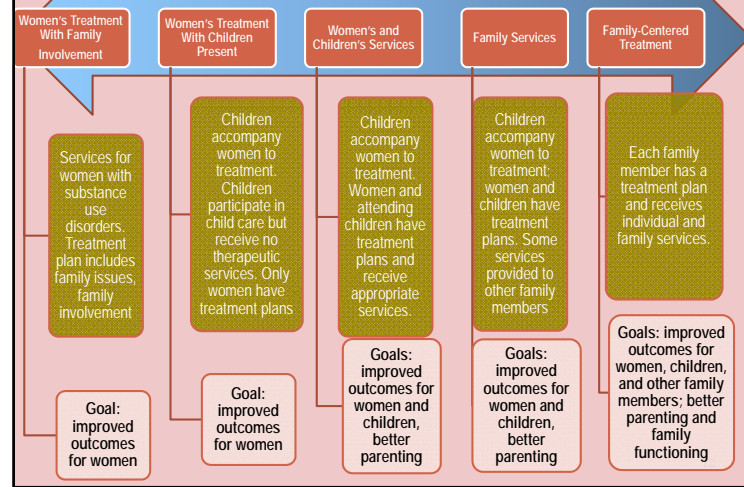 Women's Treatment
With Family
Involvement
Women's Treatment
With Children
Present
Women's and
Children's Services
Family Services
Family-Centered
Treatment
Services for
women with
substance
use
disorders.
Treatment
plan includes
family issues,
family
involvement
Children
accompany
women to
treatment.
Children
participate in
child care but
receive no
therapeutic
services. Only
women have
treatment plans
Children
accompany
women to
treatment.
Women and
attending
children have
treatment
plans and
receive
appropriate
services.
Children
accompany
women to
treatment;
women and
children have
treatment
plans. Some
services
provided to
other family
members
Each family
member has a
treatment plan
and receives
individual and
family services.
Goal:
improved
outcomes
for women
Goal:
improved
outcomes
for women
Goals:
improved
outcomes for
women and
children,
better
parenting
Goals:
improved
outcomes for
women and
children,
better
parenting
Goals: improved
outcomes for
women, children,
and other family
members; better
parenting and
family
functioning